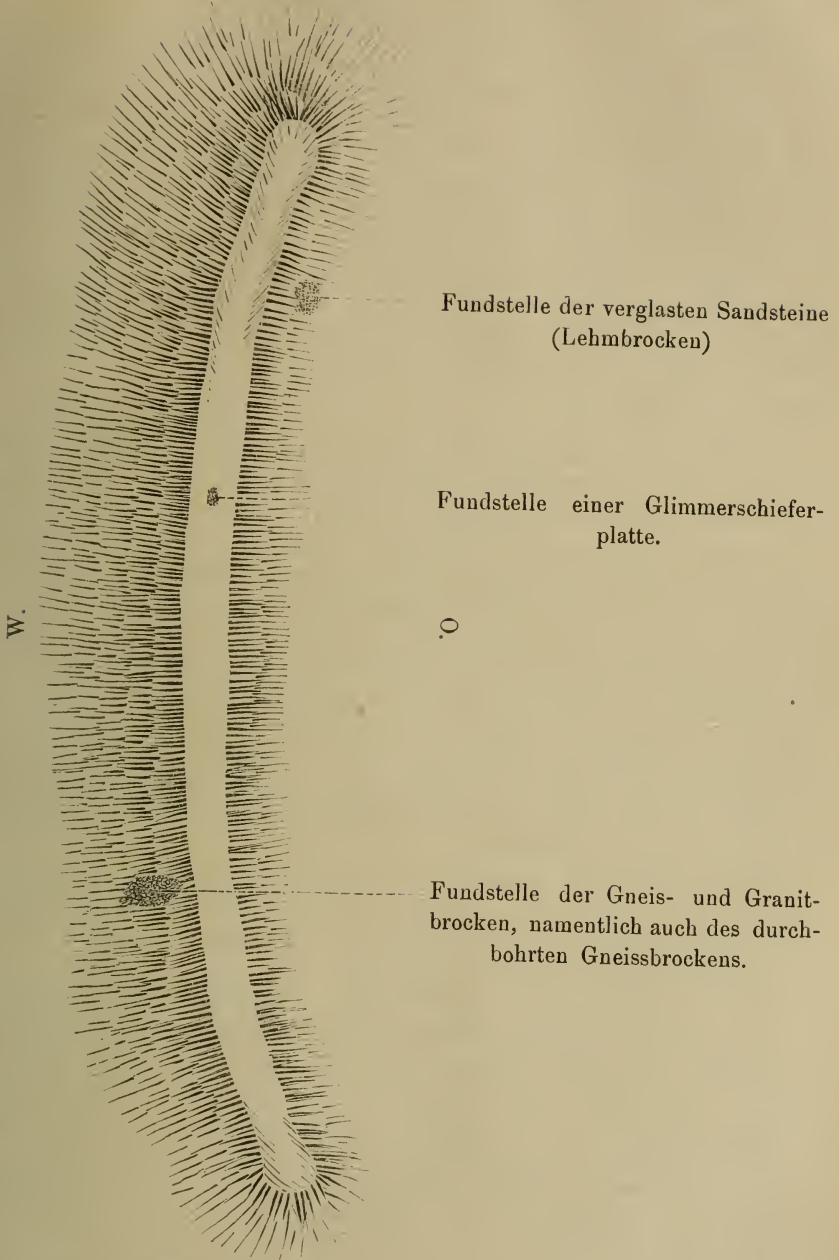 Fundstelle der verglasten Sandsteine
(Lehmbrocken)
Fundstelle einer Glimmerschiefer-
platte.
W.
O.
Fundstelle der Gneis- und Granit-
brocken, namentlich auch des durch-
bohrten Gneissbrockens.